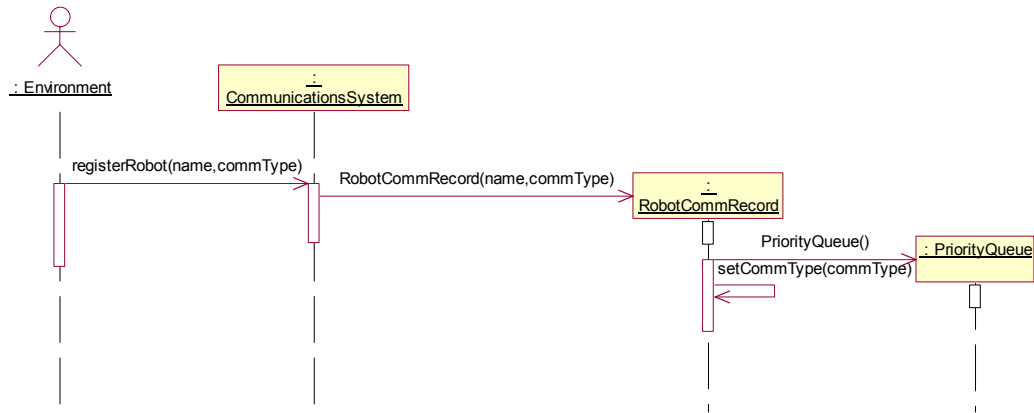 : Environment
:
CommunicationsSystem
registerRobot(name,commType)
RobotCommRecord(name,commType)
:
RobotCommRecord
PriorityQueue()
: PriorityQueue
setCommType(commType)